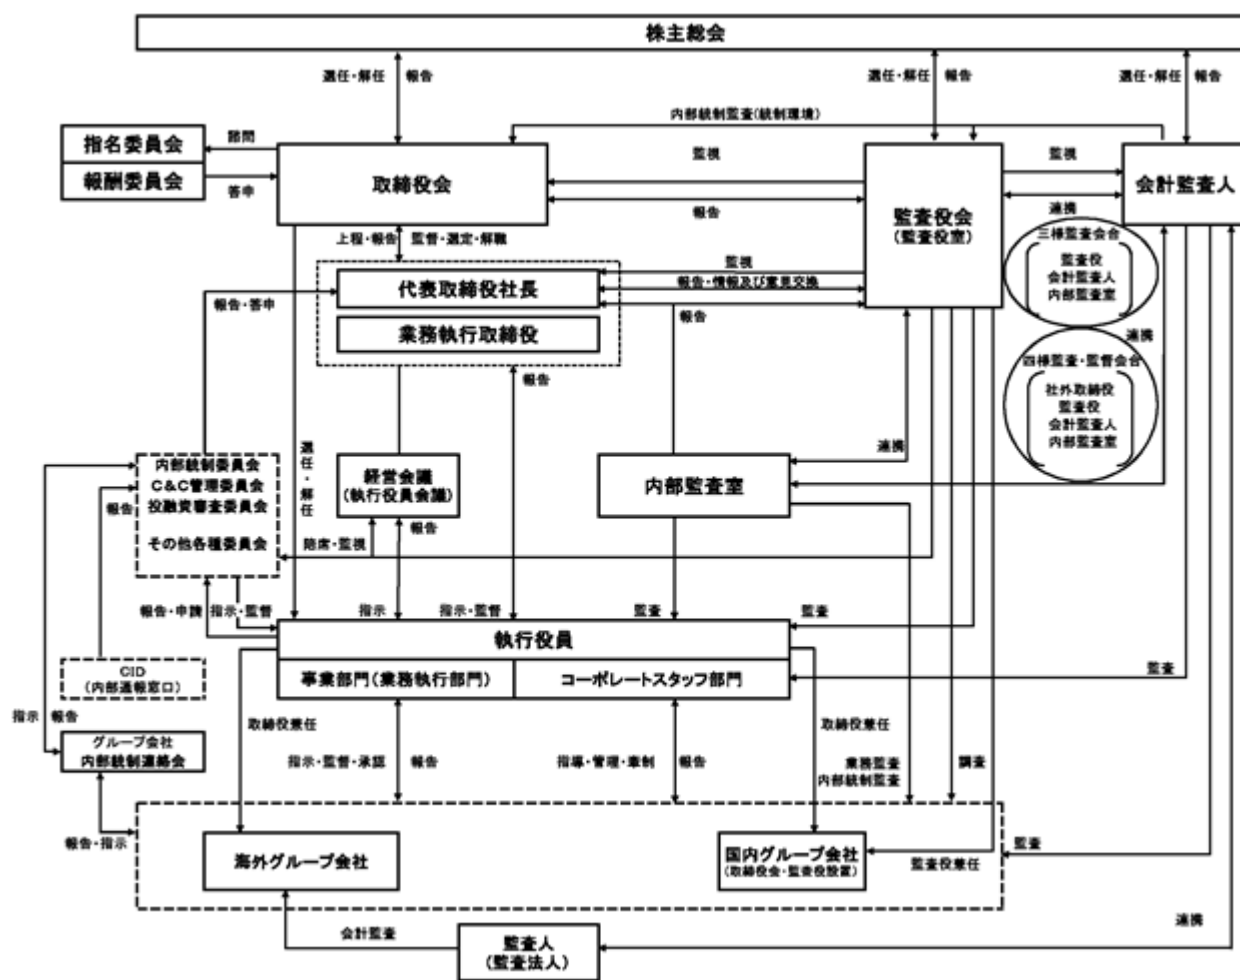 株主総会
選任・解任 報告
選任・解任 報告
選任・解任 報告
内部統制監査(統制環境)
指名委員会
諮問
報酬委員会
答申
取締役会
監視
報告
監査役会
(監査役室)
監視
連携
会計監査人
上程・報告 監督・選定・解職
三様監査会合
監査役
会計監査人
内部監査室
代表取締役社長
業務執行取締役
監視
報告・情報及び意見交換
報告
報告・答申
連携
四様監査・監督会合
社外取締役
監査役
会計監査人
内部監査室
報告
選任・解任
連携
内部統制委員会
C&C管理委員会
投融資審査委員会
その他各種委員会
報告
経営会議
(執行役員会議)
報告
内部監査室
陪席・監視
報告・申請 指示・監督
指示
指示・監督
監査
監査
執行役員
事業部門(業務執行部門)
コーポレートスタッフ部門
監査
CID
(内部通報窓口)
指示 報告
グループ会社
内部統制連絡会
取締役兼任
取締役兼任
指示・監督・承認 報告
指導・管理・牽制 報告
業務監査
内部統制監査
調査
報告・指示
海外グループ会社
国内グループ会社
(取締役会・監査役設置)
監査役兼任
監査
会計監査
監査人
(監査法人)
連携